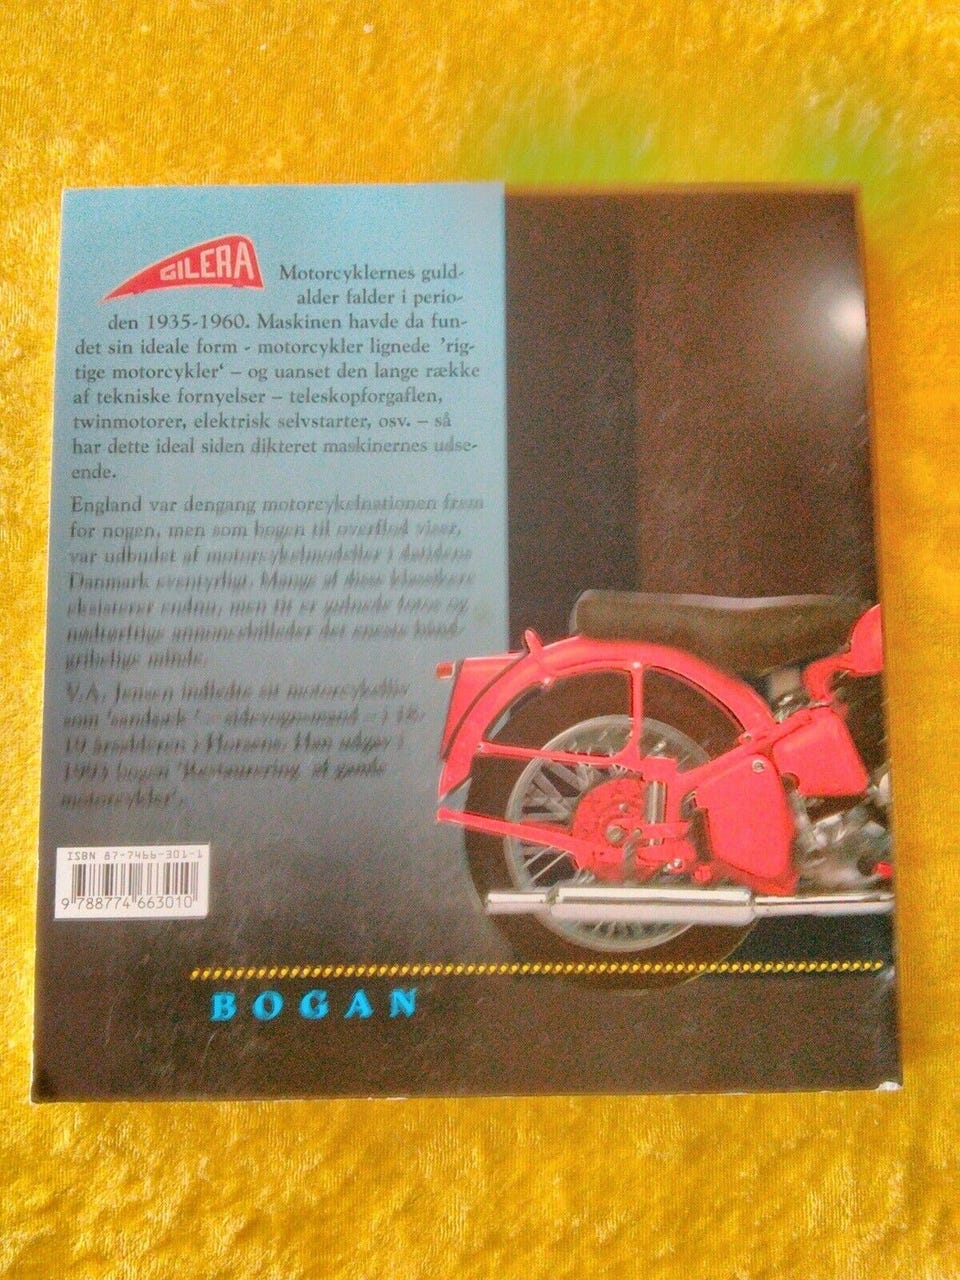 GILERA
Motorcyklernes guld-
alder falder i perio-
den 1935-1960. Maskinen havde da fun-
det sin ideale form - motorcykler lignede 'rig-
tige motorcykler' – og uanset den lange række
af tekniske fornyelser – teleskopforgaflen,
twinmotorer, elektrisk selvstarter, osv. – så
har dette ideal siden dikteret maskinernes udse-
ende.
England var dengang motorcykelnationen frem
for nogen, men som bogen til overflod viser,
var udbudet af motorcykelmodeller i datidens
Danmark eventyrligt. Mange af disse klassikere
eksisterer endnu, men tit er gulnede fotos og
nødtørftige annoncebilleder det eneste hånd-
gribelige minde.
V.A. Jensen indledte sit motorcykelliv
som – sidevognsmand – i 18-
19 årsalderen i Horsens. Han udgav i
1993 bogen 'Restaurering af gamle
motorcykler'.
ISBN 87-7466-301-1
9 788774 663010
BOGAN